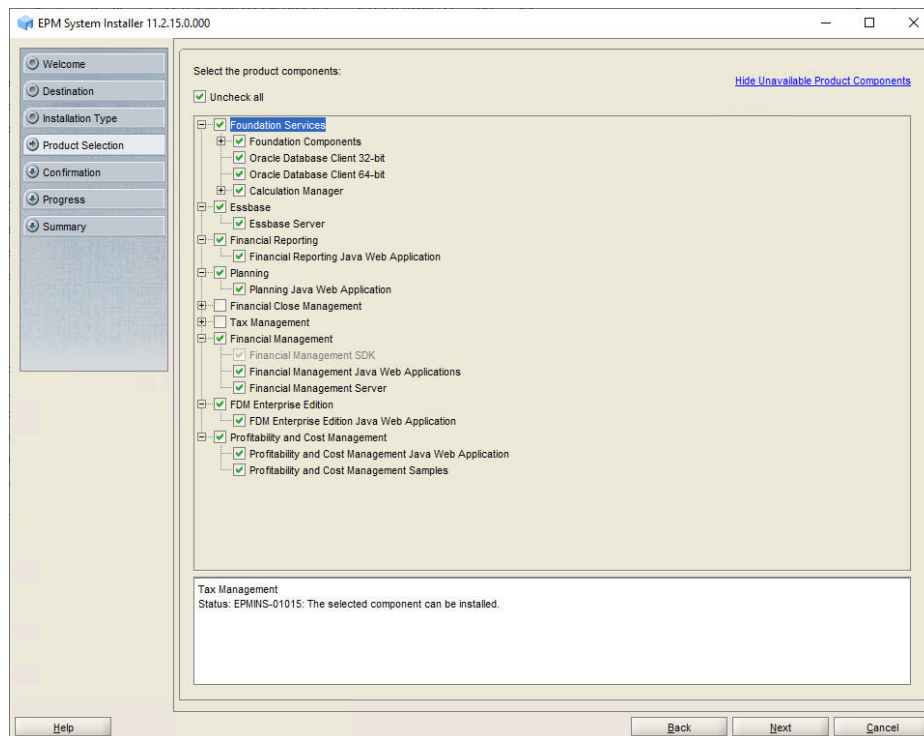 EPM System Installer 11.2.15.0.000
Welcome
Destination
Installation Type
Product Selection
Confirmation
Progress
Summary
Select the product components:
Hide Unavailable Product Components
Uncheck all
Foundation Services
Foundation Components
Oracle Database Client 32-bit
Oracle Database Client 64-bit
Calculation Manager
Essbase
Essbase Server
Financial Reporting
Financial Reporting Java Web Application
Planning
Planning Java Web Application
Financial Close Management
Tax Management
Financial Management
Financial Management SDK
Financial Management Java Web Applications
Financial Management Server
FDM Enterprise Edition
FDM Enterprise Edition Java Web Application
Profitability and Cost Management
Profitability and Cost Management Java Web Application
Profitability and Cost Management Samples
Tax Management
Status: EPMINS-01015: The selected component can be installed.
Help
Back
Next
Cancel